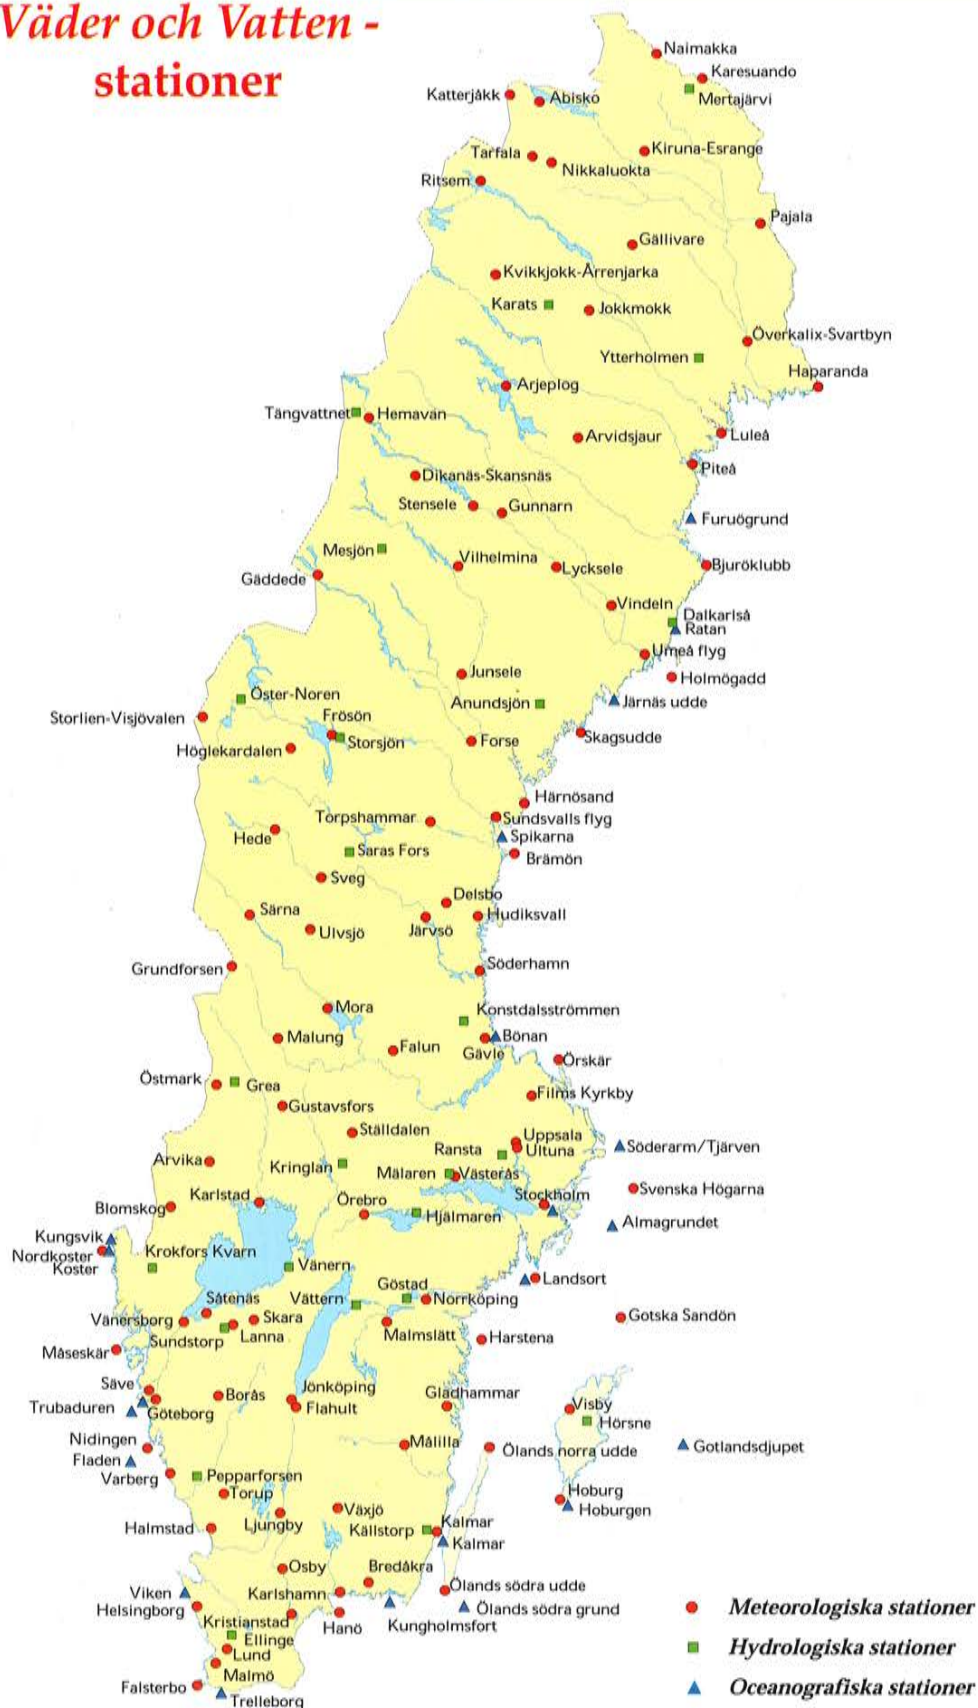 Väder och Vatten -
stationer
Naimakka
Karesuando
Mertajärvi
Katterjåkk
Abisko
Kiruna-Esrange
Tarfala
Nikkaluokta
Ritsem
Pajala
Gällivare
Kvikkjokk-Årrenjarka
Karats
Jokkmokk
Överkalix-Svartbyn
Ytterholmen
Haparanda
Arjeplog
Tängvattnet
Hemavan
Arvidsjaur
Luleå
Piteå
Dikanäs-Skansnäs
Stensele
Gunnarn
Furuögrund
Mesjön
Vilhelmina
Lycksele
Bjuröklubb
Gäddede
Vindeln
Dalkarlså
Ratan
Umeå flyg
Junsele
Holmögadd
Öster-Noren
Anundsjön
Järnäs udde
Storlien-Visjövalen
Frösön
Storsjön
Forse
Skagsudde
Höglekardalen
Härnösand
Torpshammar
Sundsvalls flyg
Spikarna
Hede
Saras Fors
Brämön
Sveg
Delsbo
Särna
Hudiksvall
Ulvsjö
Järvsö
Grundforsen
Söderhamn
Mora
Konstdalsströmmen
Malung
Bönan
Falun
Gävle
Örskär
Östmark
Grea
Films Kyrkby
Gustavsfors
Ställdalen
Uppsala
Ransta
Ultuna
Söderarm/Tjärven
Arvika
Kringlan
Mälaren
Västerås
Karlstad
Örebro
Stockholm
Svenska Högarna
Blomskog
Hjälmaren
Almagrundet
Kungsvik
Nordkoster
Koster
Krokfors Kvarn
Vänern
Landsort
Göstad
Såtenäs
Vättern
Norrköping
Vänersborg
Skara
Gotska Sandön
Sundstorp
Lanna
Malmslätt
Harstena
Måseskär
Säve
Jönköping
Gladhammar
Borås
Flahult
Visby
Trubaduren
Göteborg
Hörsne
Nidingen
Målilla
Ölands norra udde
Gotlandsdjupet
Fladen
Varberg
Pepparforsen
Torup
Hoburg
Hoburgen
Växjö
Halmstad
Ljungby
Källstorp
Kalmar
Kalmar
Osby
Bredåkra
Viken
Karlshamn
Ölands södra udde
Helsingborg
Ölands södra grund
Kristianstad
Hanö
Kungholmsfort
Ellinge
Lund
Malmö
Falsterbo
Trelleborg
Meteorologiska stationer
Hydrologiska stationer
Oceanografiska stationer